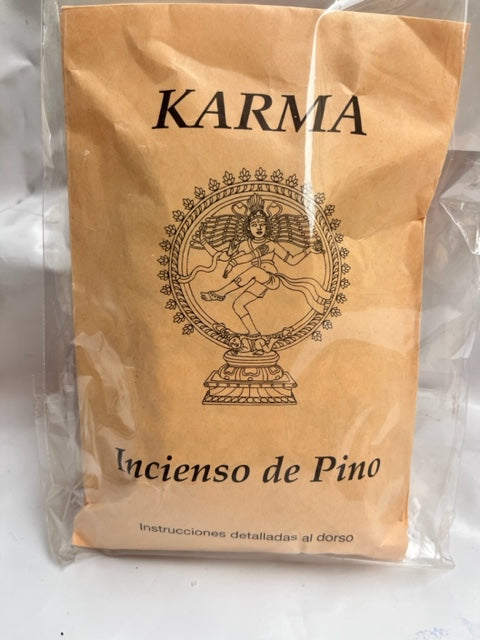 KARMA
Incienso de Pino
Instrucciones detalladas al dorso